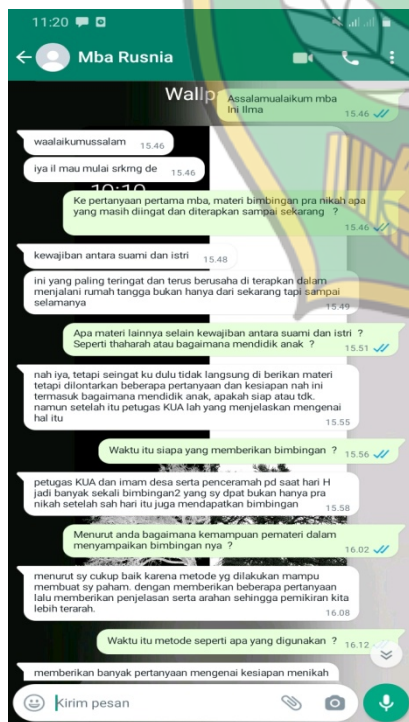 11:20
Mba Rusnia
Wallp
Assalamualaikum mba
Ini Ilma
15.46
waalaikumussalam 15.46
iya il mau mulai srkrng de 15.46
Ke pertanyaan pertama mba, materi bimbingan pra nikah apa
yang masih diingat dan diterapkan sampai sekarang ?
15.46
kewajiban antara suami dan istri 15.48
ini yang paling teringat dan terus berusaha di terapkan dalam
menjalani rumah tangga bukan hanya dari sekarang tapi sampai
selamanya
15.49
Apa materi lainnya selain kewajiban antara suami dan istri ?
Seperti thaharah atau bagaimana mendidik anak ? 15.51
nah iya, tetapi seingat ku dulu tidak langsung di berikan materi
tetapi dilontarkan beberapa pertanyaan dan kesiapan nah ini
termasuk bagaimana mendidik anak, apakah siap atau tdk.
namun setelah itu petugas KUA lah yang menjelaskan mengenai
hal itu
15.55
Waktu itu siapa yang memberikan bimbingan ? 15.56
petugas KUA dan imam desa serta penceramah pd saat hari H
jadi banyak sekali bimbingan2 yang sy dpat bukan hanya pra
nikah setelah sah hari itu juga mendapatkan bimbingan
15.58
Menurut anda bagaimana kemampuan pemateri dalam
menyampaikan bimbingan nya ?
16.02
menurut sy cukup baik karena metode yg dilakukan mampu
membuat sy paham. dengan memberikan beberapa pertanyaan
lalu memberikan penjelasan serta arahan sehingga pemikiran kita
lebih terarah.
16.08
Waktu itu metode seperti apa yang digunakan ? 16.12
memberikan banyak pertanyaan mengenai kesiapan menikah
Kirim pesan